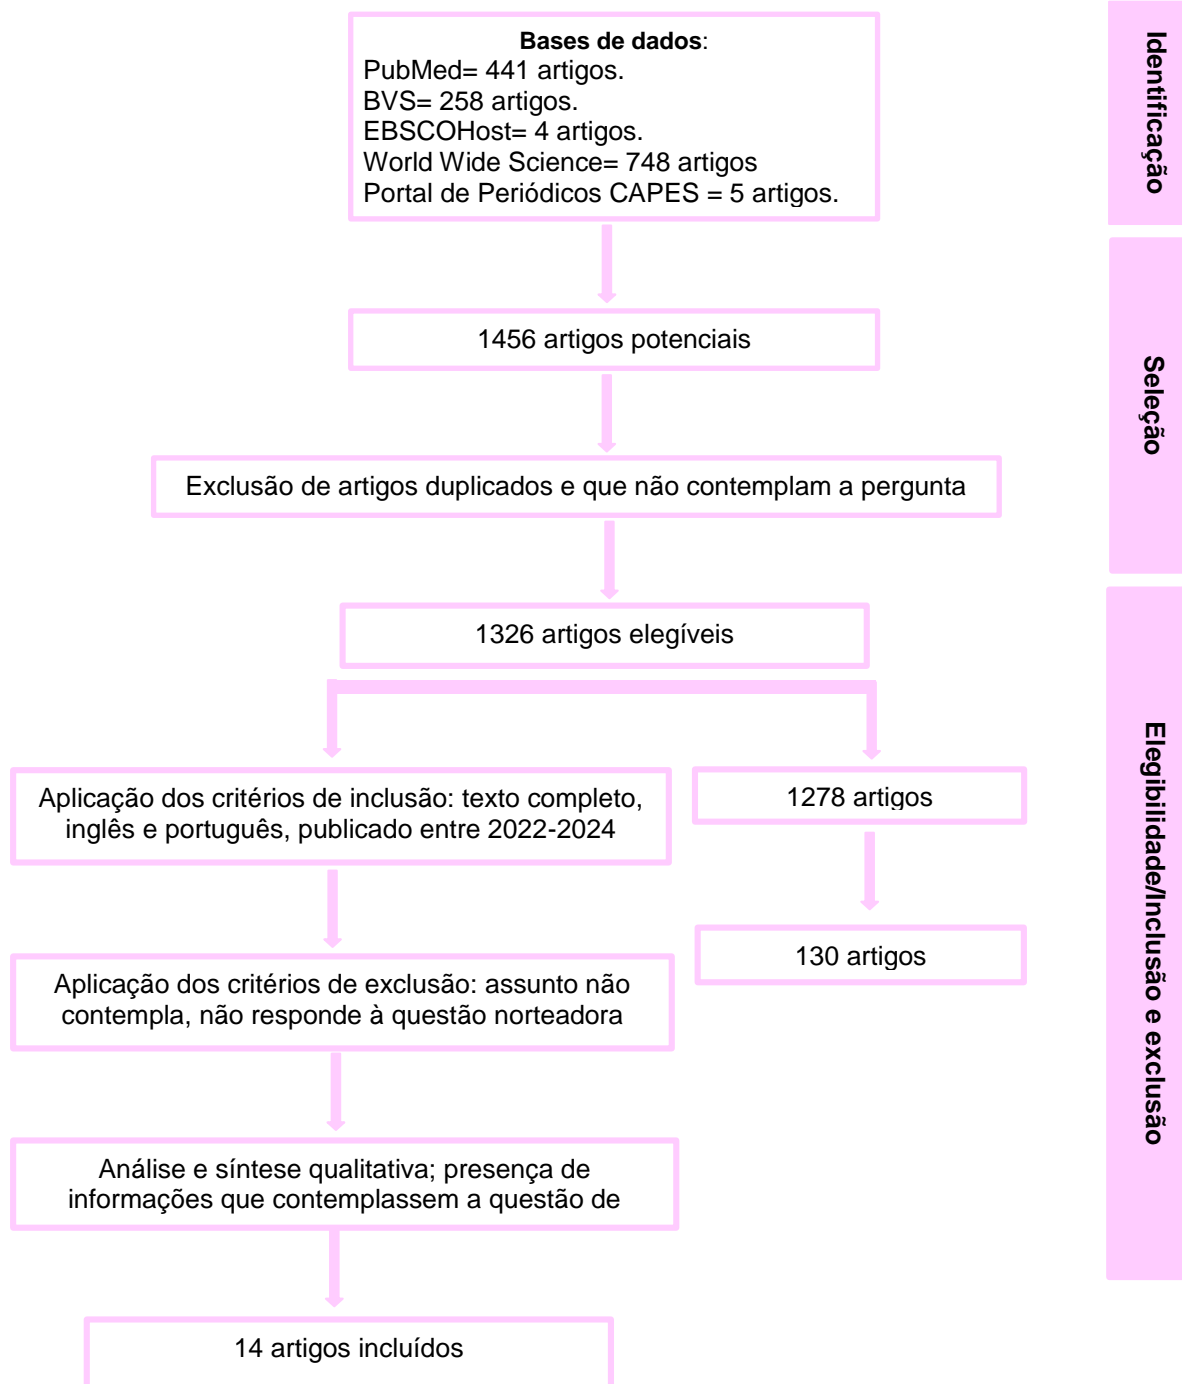 Bases de dados:
PubMed= 441 artigos.
BVS= 258 artigos.
EBSCOHost= 4 artigos.
World Wide Science= 748 artigos
Portal de Periódicos CAPES = 5 artigos.
Identificação
1456 artigos potenciais
Seleção
Exclusão de artigos duplicados e que não contemplam a pergunta
1326 artigos elegíveis
Aplicação dos critérios de inclusão: texto completo,
inglês e português, publicado entre 2022-2024
1278 artigos
Elegibilidade/Inclusão e exclusão
Aplicação dos critérios de exclusão: assunto não
contempla, não responde à questão norteadora
130 artigos
Análise e síntese qualitativa; presença de
informações que contemplassem a questão de
14 artigos incluídos